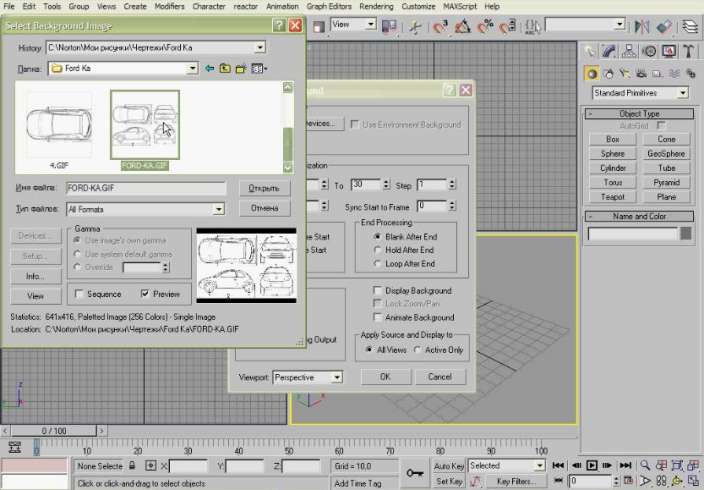 File Edit Tools Group Views Create Modifiers Character reactor Animation Graph Editors Rendering Customize MAXScript Help
Select Background Image
View
History C:\Norton\Мои рисунки\Чертежи\Ford Ka
Папка: Ford Ka
4.GIF
FORD-KA.GIF
Имя файла: FORD-KA.GIF
Открыть
Тип файлов: All Formats
Отмена
Devices...
Setup...
Info...
View
Gamma
Use image's own gamma
Use system default gamma
Override
Sequence
Preview
Statistics: 641x416, Paletted Image (256 Colors) - Single Image
Location: C:\Norton\Мои рисунки\Чертежи\Ford Ka\FORD-KA.GIF
Use Environment Background
To 30 Step 1
Sync Start to Frame 0
End Processing
Blank After End
Hold After End
Loop After End
Display Background
Lock Zoom/Pan
Animate Background
Apply Source and Display to
All Views
Active Only
Viewport: Perspective
OK
Cancel
Standard Primitives
Object Type
AutoGrid
Box Cone
Sphere GeoSphere
Cylinder Tube
Torus Pyramid
Teapot Plane
Name and Color
0 / 100
0 10 20 30 40 50 60 70 80 90 100
None Selecte
X: Y: Z:
Grid = 10,0
Auto Key
Selected
Click or click-and-drag to select objects
Add Time Tag
Set Key
Key Filters...
0